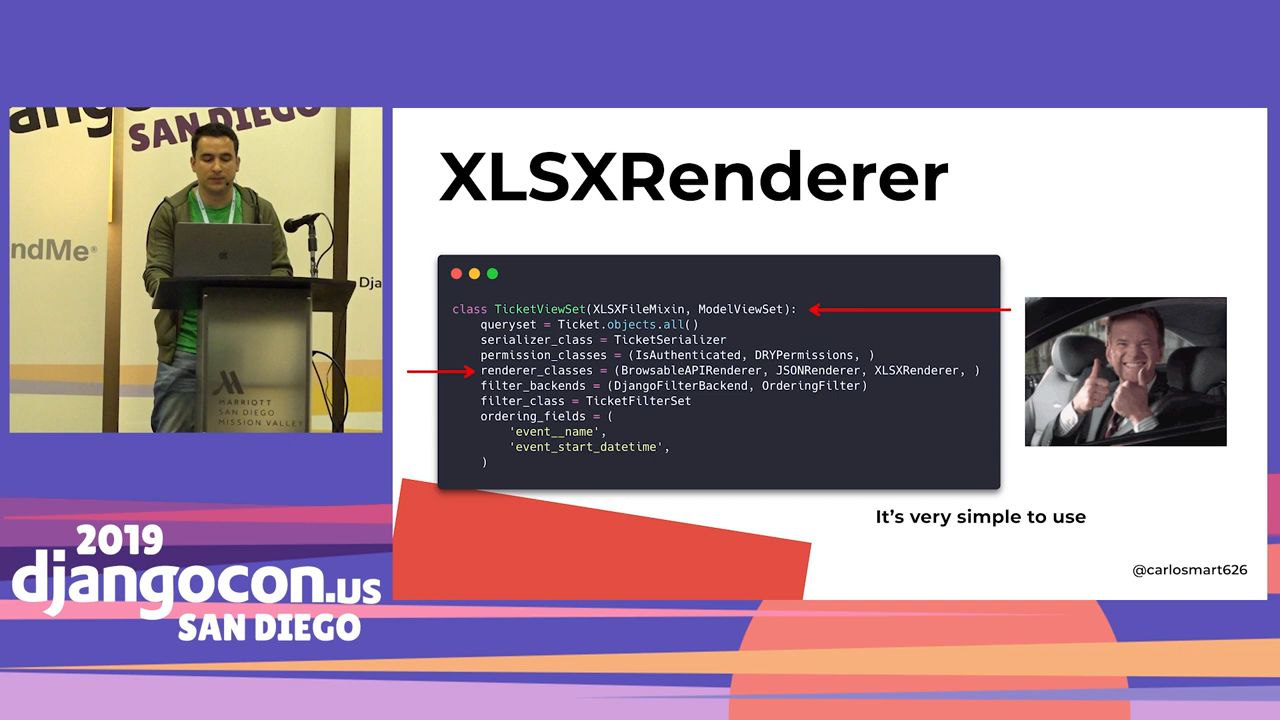 ango
SAN DIEGO
ndMe®
Dja
MARRIOTT
SAN DIEGO
MISSION VALLEY
2019
djangocon.us
SAN DIEGO
XLSXRenderer
class TicketViewSet(XLSXFileMixin, ModelViewSet):
    queryset = Ticket.objects.all()
    serializer_class = TicketSerializer
    permission_classes = (IsAuthenticated, DRYPermissions, )
    renderer_classes = (BrowsableAPIRenderer, JSONRenderer, XLSXRenderer, )
    filter_backends = (DjangoFilterBackend, OrderingFilter)
    filter_class = TicketFilterSet
    ordering_fields = (
        'event__name',
        'event_start_datetime',
    )
It's very simple to use
@carlosmart626